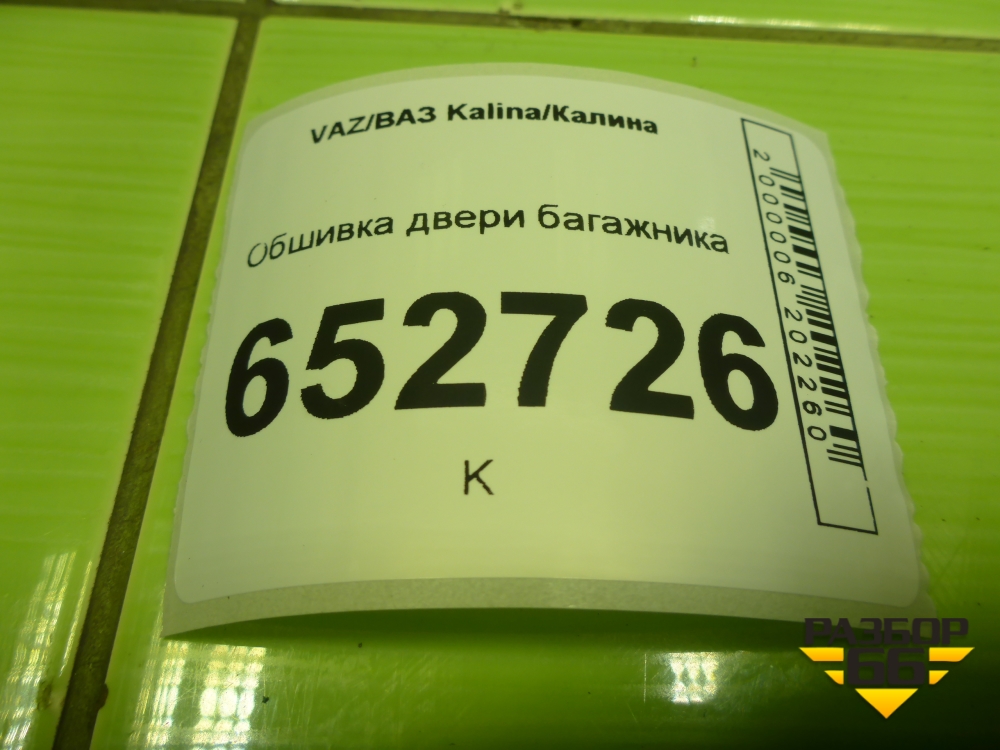 VAZ/ВАЗ Kalina/Калина
Обшивка двери багажника
652726
К
2000006202260
РАЗБОР
66